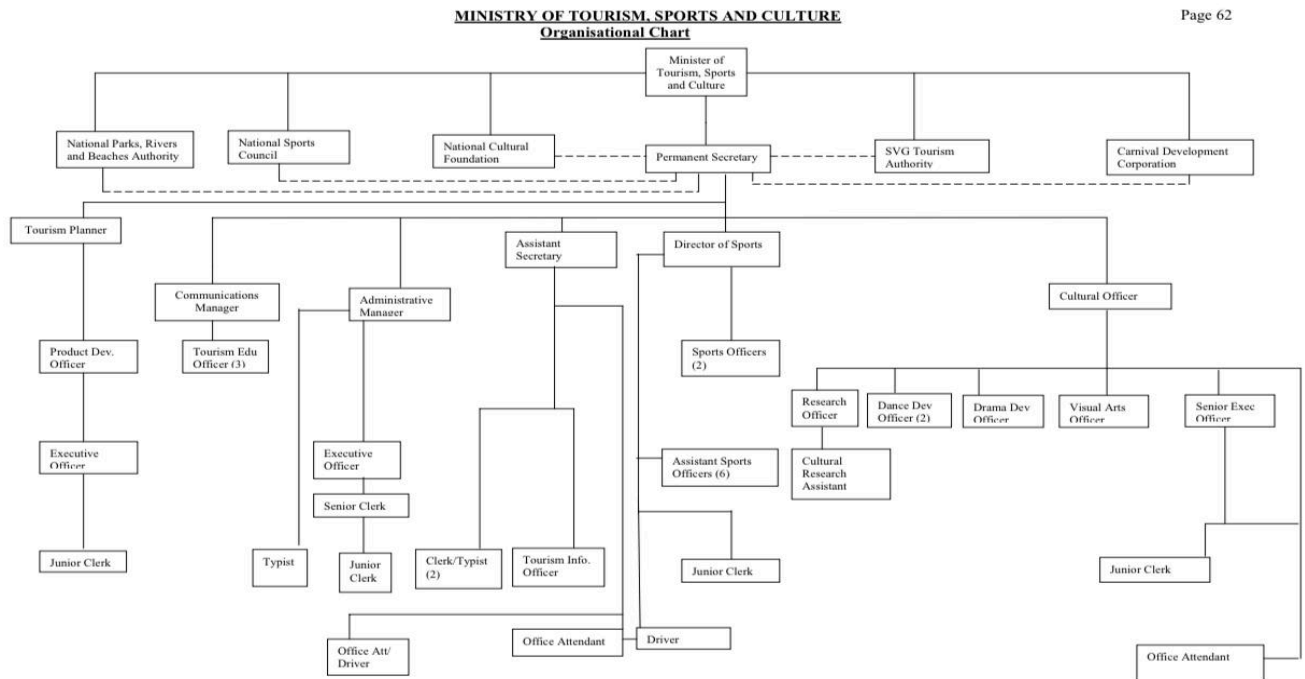 MINISTRY OF TOURISM, SPORTS AND CULTURE
Page 62
Organisational Chart
Minister of
Tourism, Sports
and Culture
National Parks, Rivers
and Beaches Authority
National Sports
Council
National Cultural
Foundation
Permanent Secretary
SVG Tourism
Authority
Carnival Development
Corporation
Tourism Planner
Assistant
Secretary
Director of Sports
Communications
Manager
Administrative
Manager
Cultural Officer
Product Dev.
Officer
Tourism Edu
Officer (3)
Sports Officers
(2)
Research
Officer
Dance Dev
Officer (2)
Drama Dev
Officer
Visual Arts
Officer
Senior Exec
Officer
Executive
Officer
Executive
Officer
Assistant Sports
Officers (6)
Cultural
Research
Assistant
Senior Clerk
Junior Clerk
Typist
Junior
Clerk
Clerk/Typist
(2)
Tourism Info.
Officer
Junior Clerk
Junior Clerk
Office Att/
Driver
Office Attendant
Driver
Office Attendant